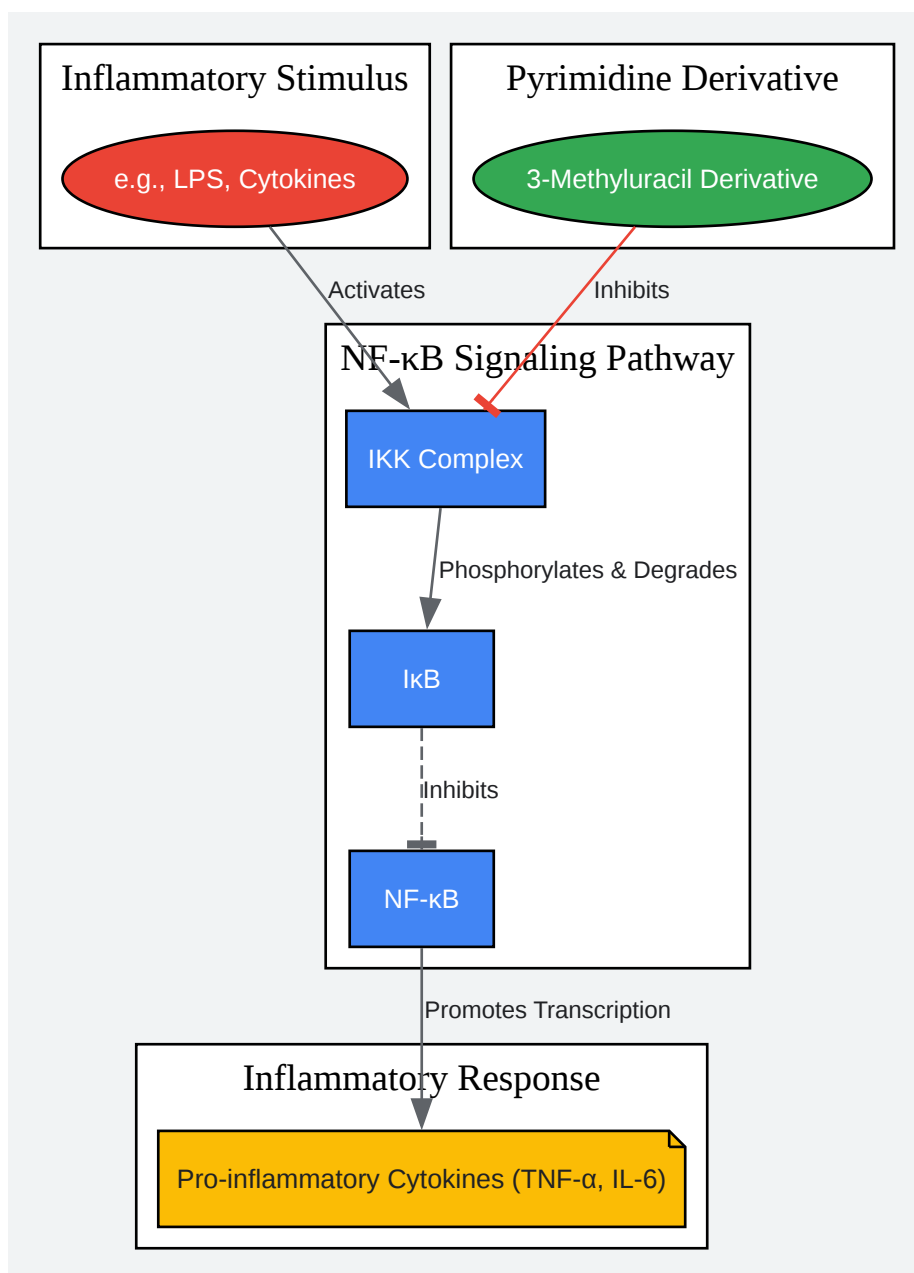 Inflammatory Stimulus
Pyrimidine Derivative
e.g., LPS, Cytokines
3-Methyluracil Derivative
Activates
Inhibits
NF-κB Signaling Pathway
IKK Complex
Phosphorylates & Degrades
IκB
Inhibits
NF-κB
Promotes Transcription
Inflammatory Response
Pro-inflammatory Cytokines (TNF-α, IL-6)